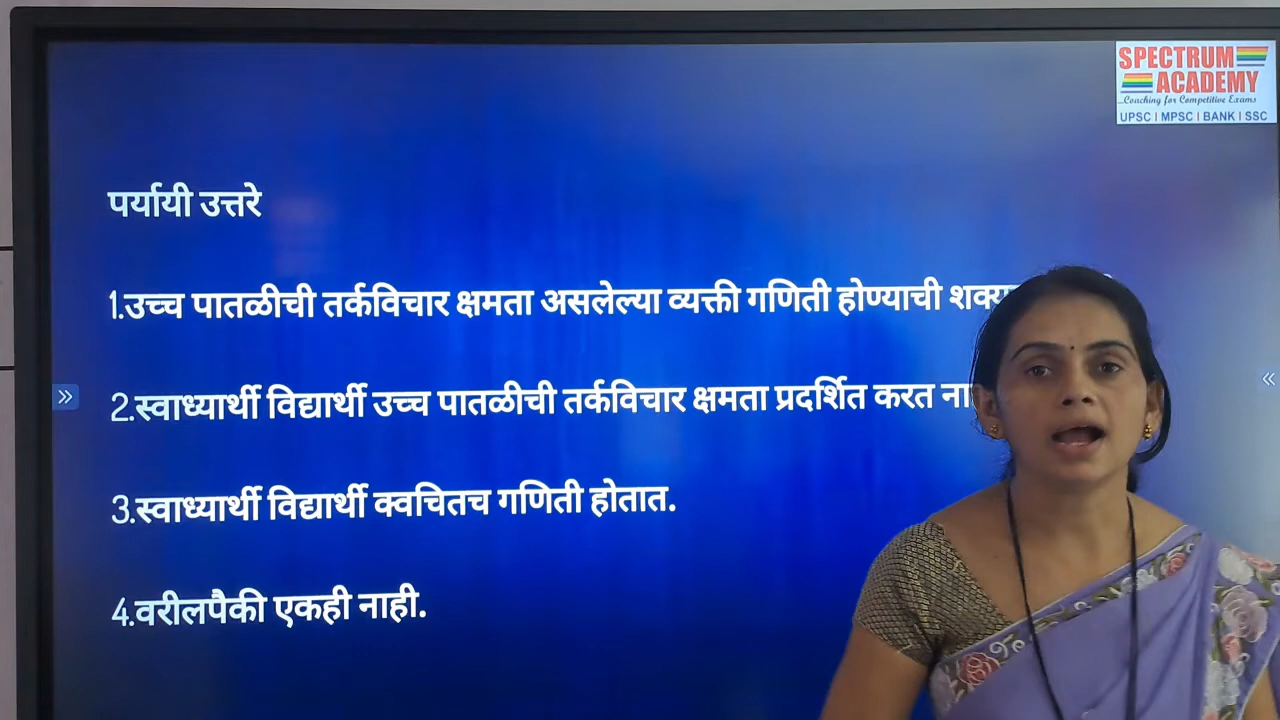 SPECTRUM
ACADEMY
...Coaching for Competitive Exams
UPSC | MPSC | BANK | SSC
पर्यायी उत्तरे
1.उच्च पातळीची तर्कविचार क्षमता असलेल्या व्यक्ती गणिती होण्याची
2.स्वाध्यार्थी विद्यार्थी उच्च पातळीची तर्कविचार क्षमता प्रदर्शित करत
3.स्वाध्यार्थी विद्यार्थी क्वचितच गणिती होतात.
4.वरीलपैकी एकही नाही.